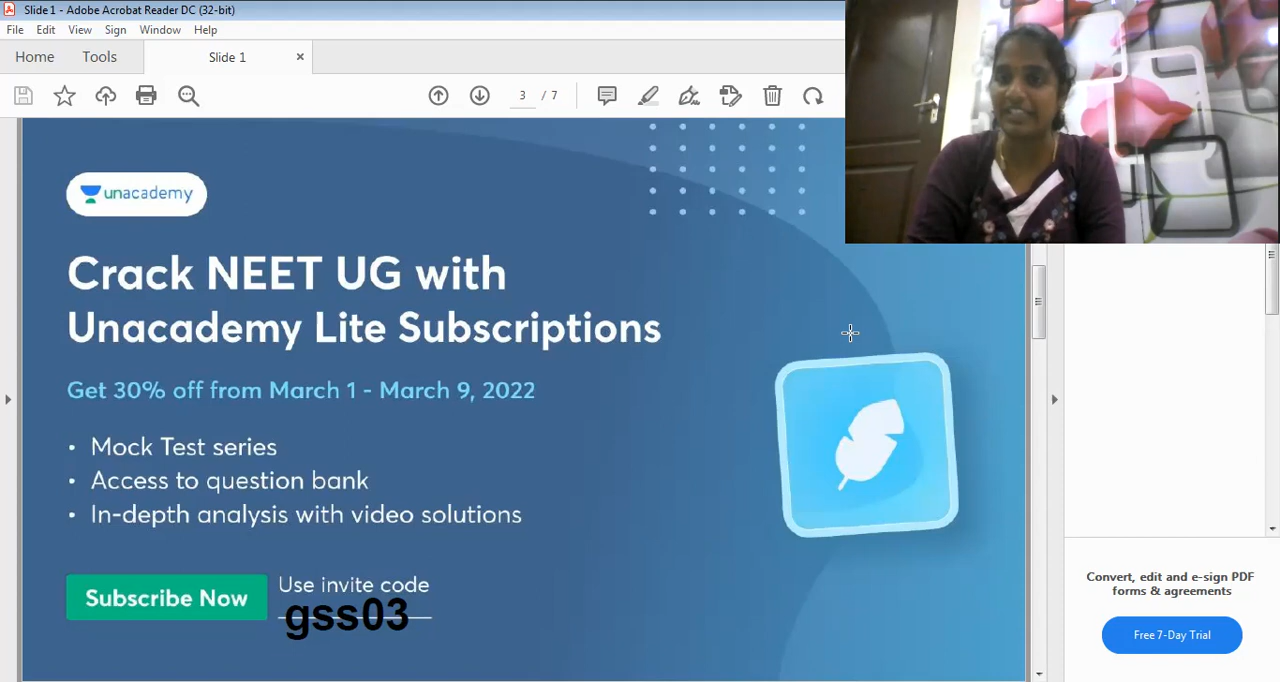 Slide 1 - Adobe Acrobat Reader DC (32-bit)
File Edit View Sign Window Help
Home Tools Slide 1 ×
3 / 7
unacademy
Crack NEET UG with
Unacademy Lite Subscriptions
Get 30% off from March 1 - March 9, 2022
• Mock Test series
• Access to question bank
• In-depth analysis with video solutions
Subscribe Now
Use invite code
gss03
Convert, edit and e-sign PDF
forms & agreements
Free 7-Day Trial